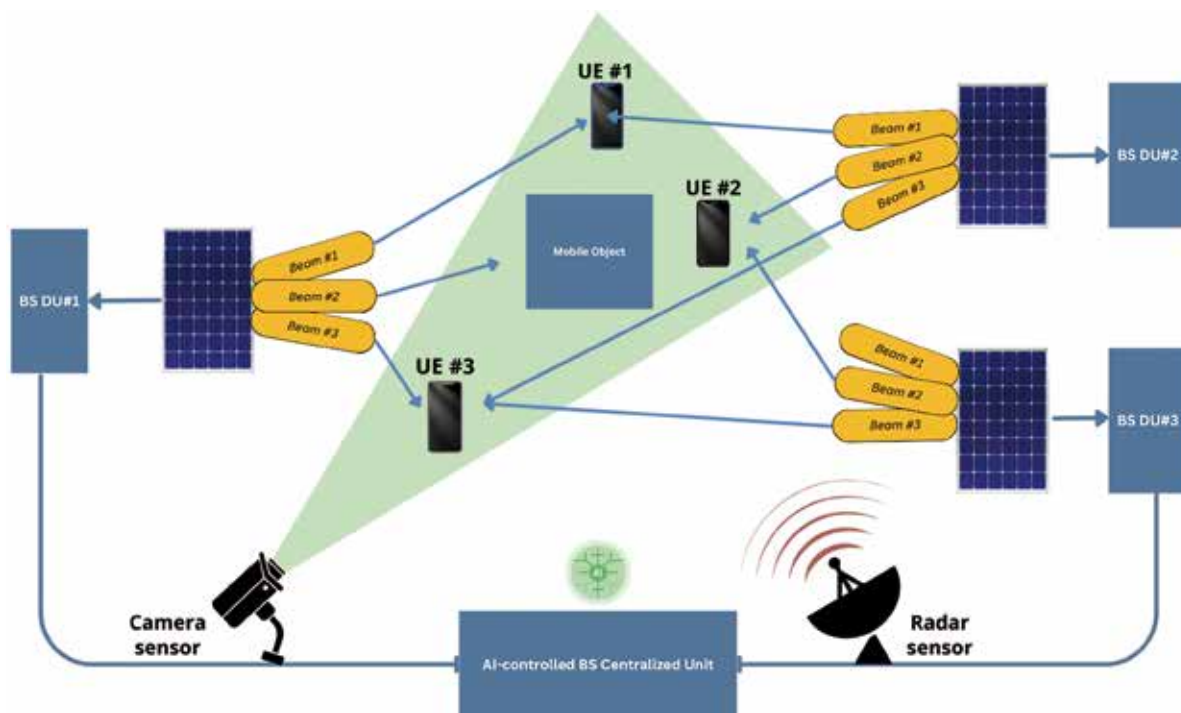 UE #1
Beam #1
Beam #2
Beam #3
BS DU#2
UE #2
Mobile Object
BS DU#1
Beam #1
Beam #2
Beam #3
UE #3
Beam #1
Beam #2
Beam #3
BS DU#3
Camera
sensor
Radar
sensor
AI-controlled BS Centralized Unit